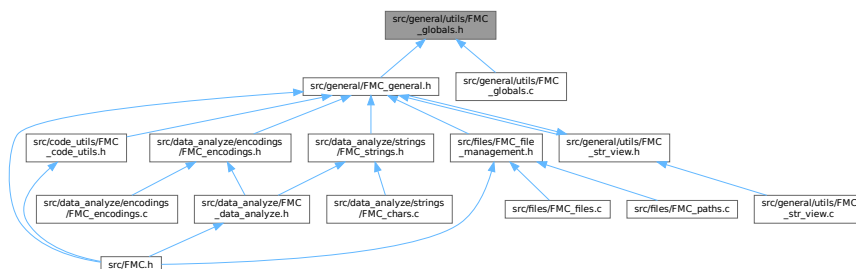 src/general/utils/FMC
_globals.h
src/general/FMC_general.h
src/general/utils/FMC
_globals.c
src/code_utils/FMC
_code_utils.h
src/data_analyze/encodings
/FMC_encodings.h
src/data_analyze/strings
/FMC_strings.h
src/files/FMC_file
_management.h
src/general/utils/FMC
_str_view.h
src/data_analyze/encodings
/FMC_encodings.c
src/data_analyze/FMC
_data_analyze.h
src/data_analyze/strings
/FMC_chars.c
src/files/FMC_files.c
src/files/FMC_paths.c
src/general/utils/FMC
_str_view.c
src/FMC.h